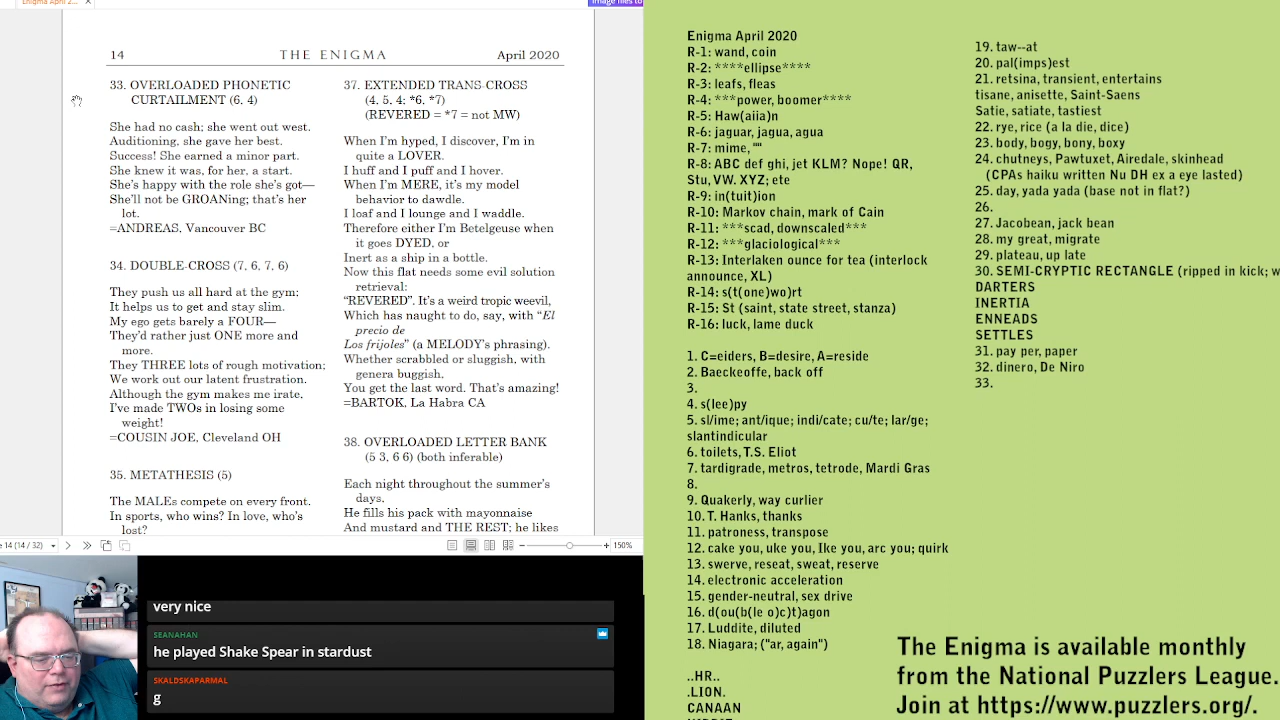 Enigma April 2...
Image files to
14 THE ENIGMA April 2020
33. OVERLOADED PHONETIC
CURTAILMENT (6, 4)
She had no cash; she went out west.
Auditioning, she gave her best.
Success! She earned a minor part.
She knew it was, for her, a start.
She's happy with the role she's got—
She'll not be GROANing; that's her
lot.
=ANDREAS, Vancouver BC
34. DOUBLE-CROSS (7, 6, 7, 6)
They push us all hard at the gym;
It helps us to get and stay slim.
My ego gets barely a FOUR—
They'd rather just ONE more and
more.
They THREE lots of rough motivation;
We work out our latent frustration.
Although the gym makes me irate,
I've made TWOs in losing some
weight!
=COUSIN JOE, Cleveland OH
35. METATHESIS (5)
The MALEs compete on every front.
In sports, who wins? In love, who's
lost?
37. EXTENDED TRANS-CROSS
(4, 5, 4; *6, *7)
(REVERED = *7 = not MW)
When I'm hyped, I discover, I'm in
quite a LOVER.
I huff and I puff and I hover.
When I'm MERE, it's my model
behavior to dawdle.
I loaf and I lounge and I waddle.
Therefore either I'm Betelgeuse when
it goes DYED, or
Inert as a ship in a bottle.
Now this flat needs some evil solution
retrieval:
“REVERED”. It's a weird tropic weevil,
Which has naught to do, say, with “El
precio de
Los frijoles” (a MELODY's phrasing).
Whether scrabbled or sluggish, with
genera buggish,
You get the last word. That's amazing!
=BARTOK, La Habra CA
38. OVERLOADED LETTER BANK
(5 3, 6 6) (both inferable)
Each night throughout the summer's
days.
He fills his pack with mayonnaise
And mustard and THE REST; he likes
e 14 (14 / 32)
150%
very nice
SEANAHAN
he played Shake Spear in stardust
SKALDSKAPARMAL
g
Enigma April 2020
R-1: wand, coin
R-2: ****ellipse****
R-3: leafs, fleas
R-4: ***power, boomer****
R-5: Haw(aiia)n
R-6: jaguar, jagua, agua
R-7: mime, ""
R-8: ABC def ghi, jet KLM? Nope! QR,
Stu, VW. XYZ; ete
R-9: in(tuit)ion
R-10: Markov chain, mark of Cain
R-11: ***scad, downscaled***
R-12: ***glaciological***
R-13: Interlaken ounce for tea (interlock
announce, XL)
R-14: s(t(one)wo)rt
R-15: St (saint, state street, stanza)
R-16: luck, lame duck
1. C=eiders, B=desire, A=reside
2. Baeckeoffe, back off
3.
4. s(lee)py
5. sl/ime; ant/ique; indi/cate; cu/te; lar/ge;
slantindicular
6. toilets, T.S. Eliot
7. tardigrade, metros, tetrode, Mardi Gras
8.
9. Quakerly, way curlier
10. T. Hanks, thanks
11. patroness, transpose
12. cake you, uke you, Ike you, arc you; quirk
13. swerve, reseat, sweat, reserve
14. electronic acceleration
15. gender-neutral, sex drive
16. d(ou(b(le o)c)t)agon
17. Luddite, diluted
18. Niagara; ("ar, again")
..HR..
.LION.
CANAAN
19. taw--at
20. pal(imps)est
21. retsina, transient, entertains
tisane, anisette, Saint-Saens
Satie, satiate, tastiest
22. rye, rice (a la die, dice)
23. body, bogy, bony, boxy
24. chutneys, Pawtuxet, Airedale, skinhead
(CPAs haiku written Nu DH ex a eye lasted)
25. day, yada yada (base not in flat?)
26.
27. Jacobean, jack bean
28. my great, migrate
29. plateau, up late
30. SEMI-CRYPTIC RECTANGLE (ripped in kick; w
DARTERS
INERTIA
ENNEADS
SETTLES
31. pay per, paper
32. dinero, De Niro
33.
The Enigma is available monthly
from the National Puzzlers League.
Join at https://www.puzzlers.org/.